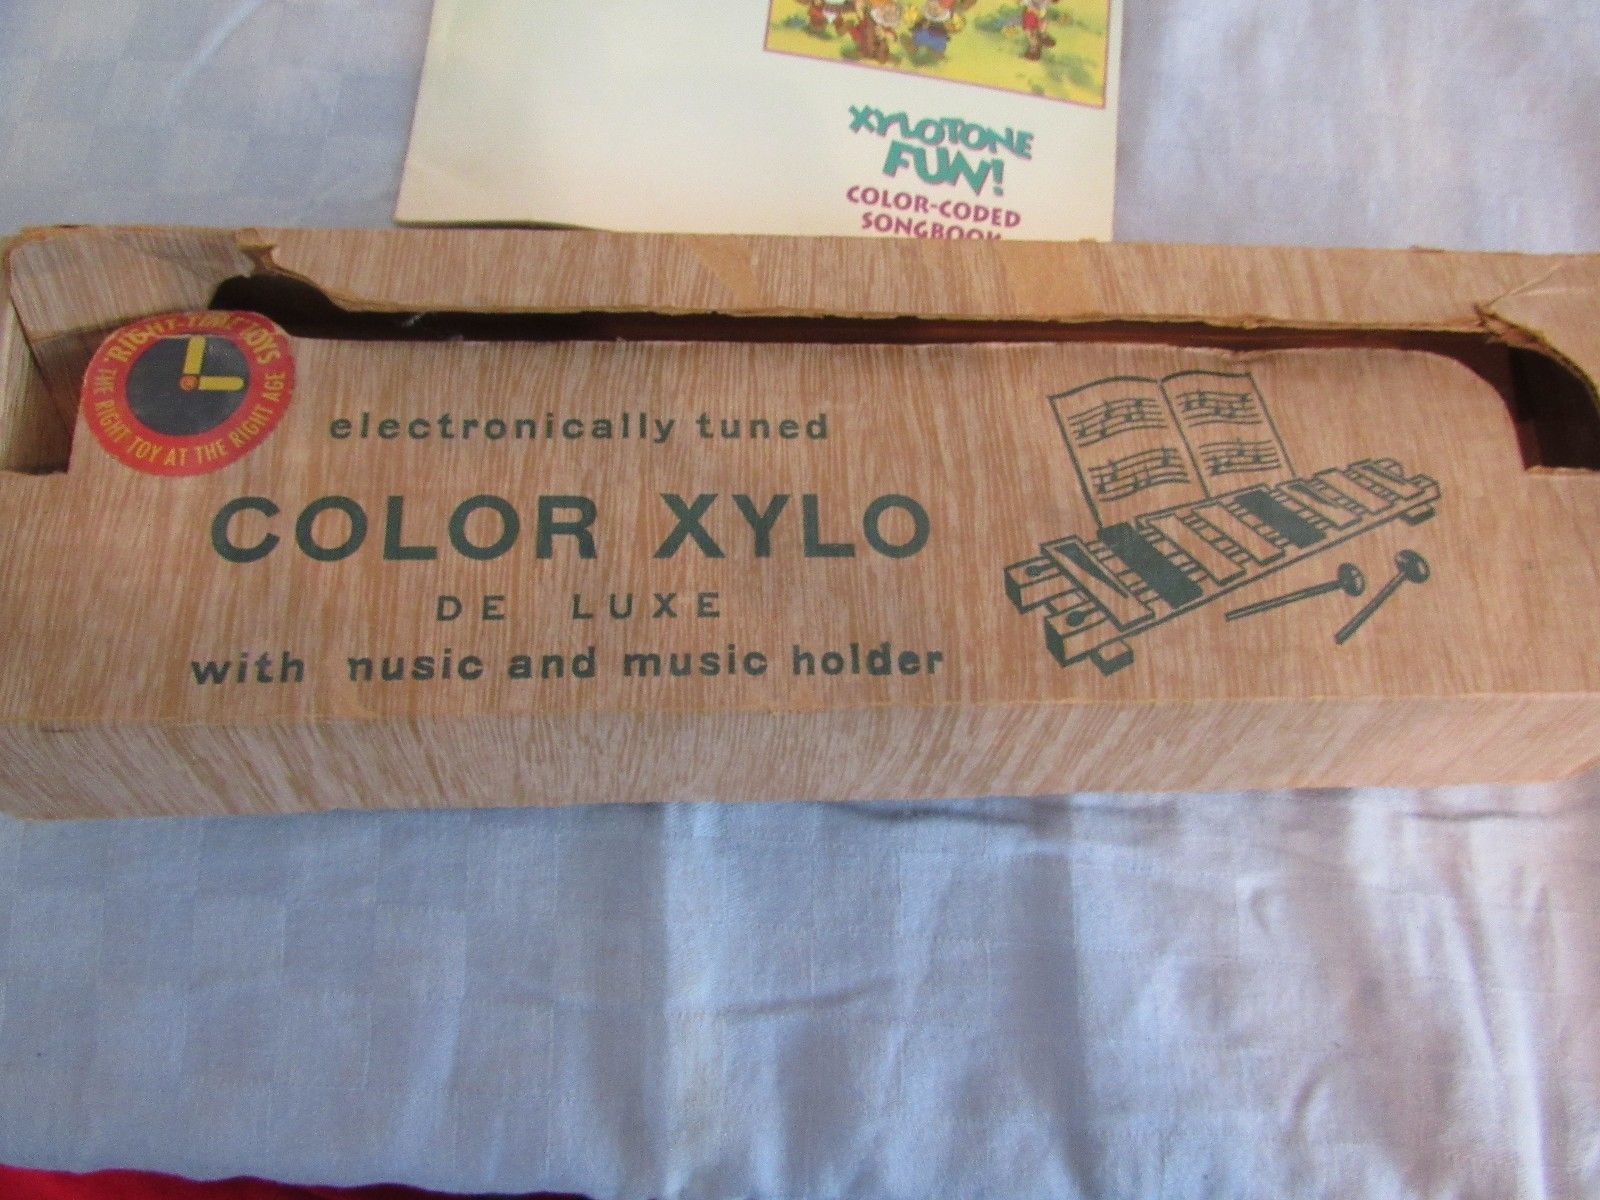 XYLOTONE
FUN!
COLOR-CODED
SONGBOOK
"RIGHT-TIME" TOYS
THE RIGHT TOY AT THE RIGHT AGE
electronically tuned
COLOR XYLO
DE LUXE
with nusic and music holder